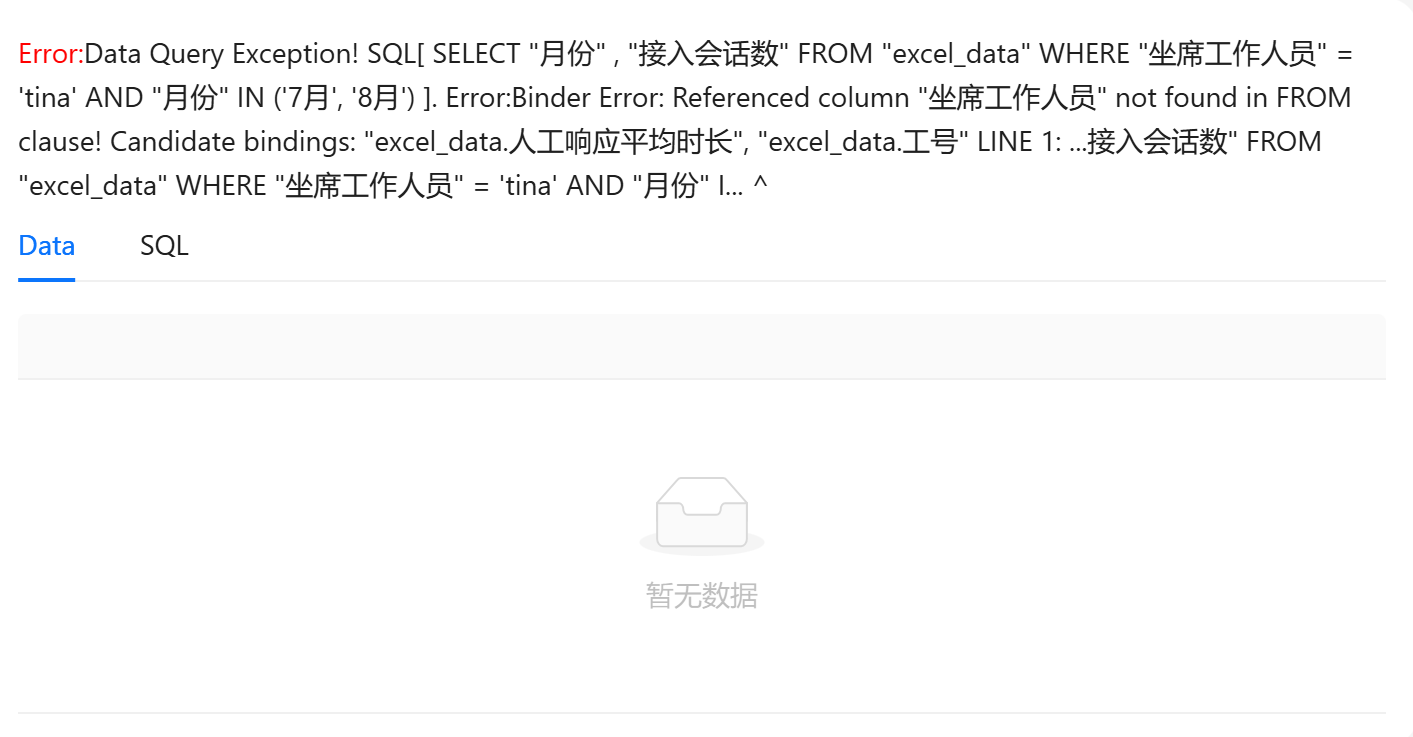 Error:Data Query Exception! SQL[ SELECT "月份" , "接入会话数" FROM "excel_data" WHERE "坐席工作人员" =
'tina' AND "月份" IN ('7月', '8月') ]. Error:Binder Error: Referenced column "坐席工作人员" not found in FROM
clause! Candidate bindings: "excel_data.人工响应平均时长", "excel_data.工号" LINE 1: ...接入会话数" FROM
"excel_data" WHERE "坐席工作人员" = 'tina' AND "月份" I... ^
Data SQL
暂无数据